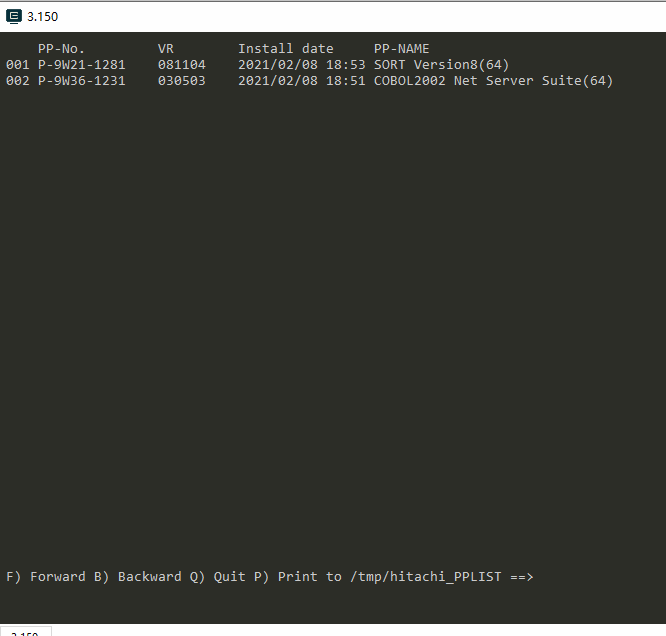 3.150
PP-No. VR Install date PP-NAME
001 P-9W21-1281 081104 2021/02/08 18:53 SORT Version8(64)
002 P-9W36-1231 030503 2021/02/08 18:51 COBOL2002 Net Server Suite(64)
F) Forward B) Backward Q) Quit P) Print to /tmp/hitachi_PPLIST ==>
3.150